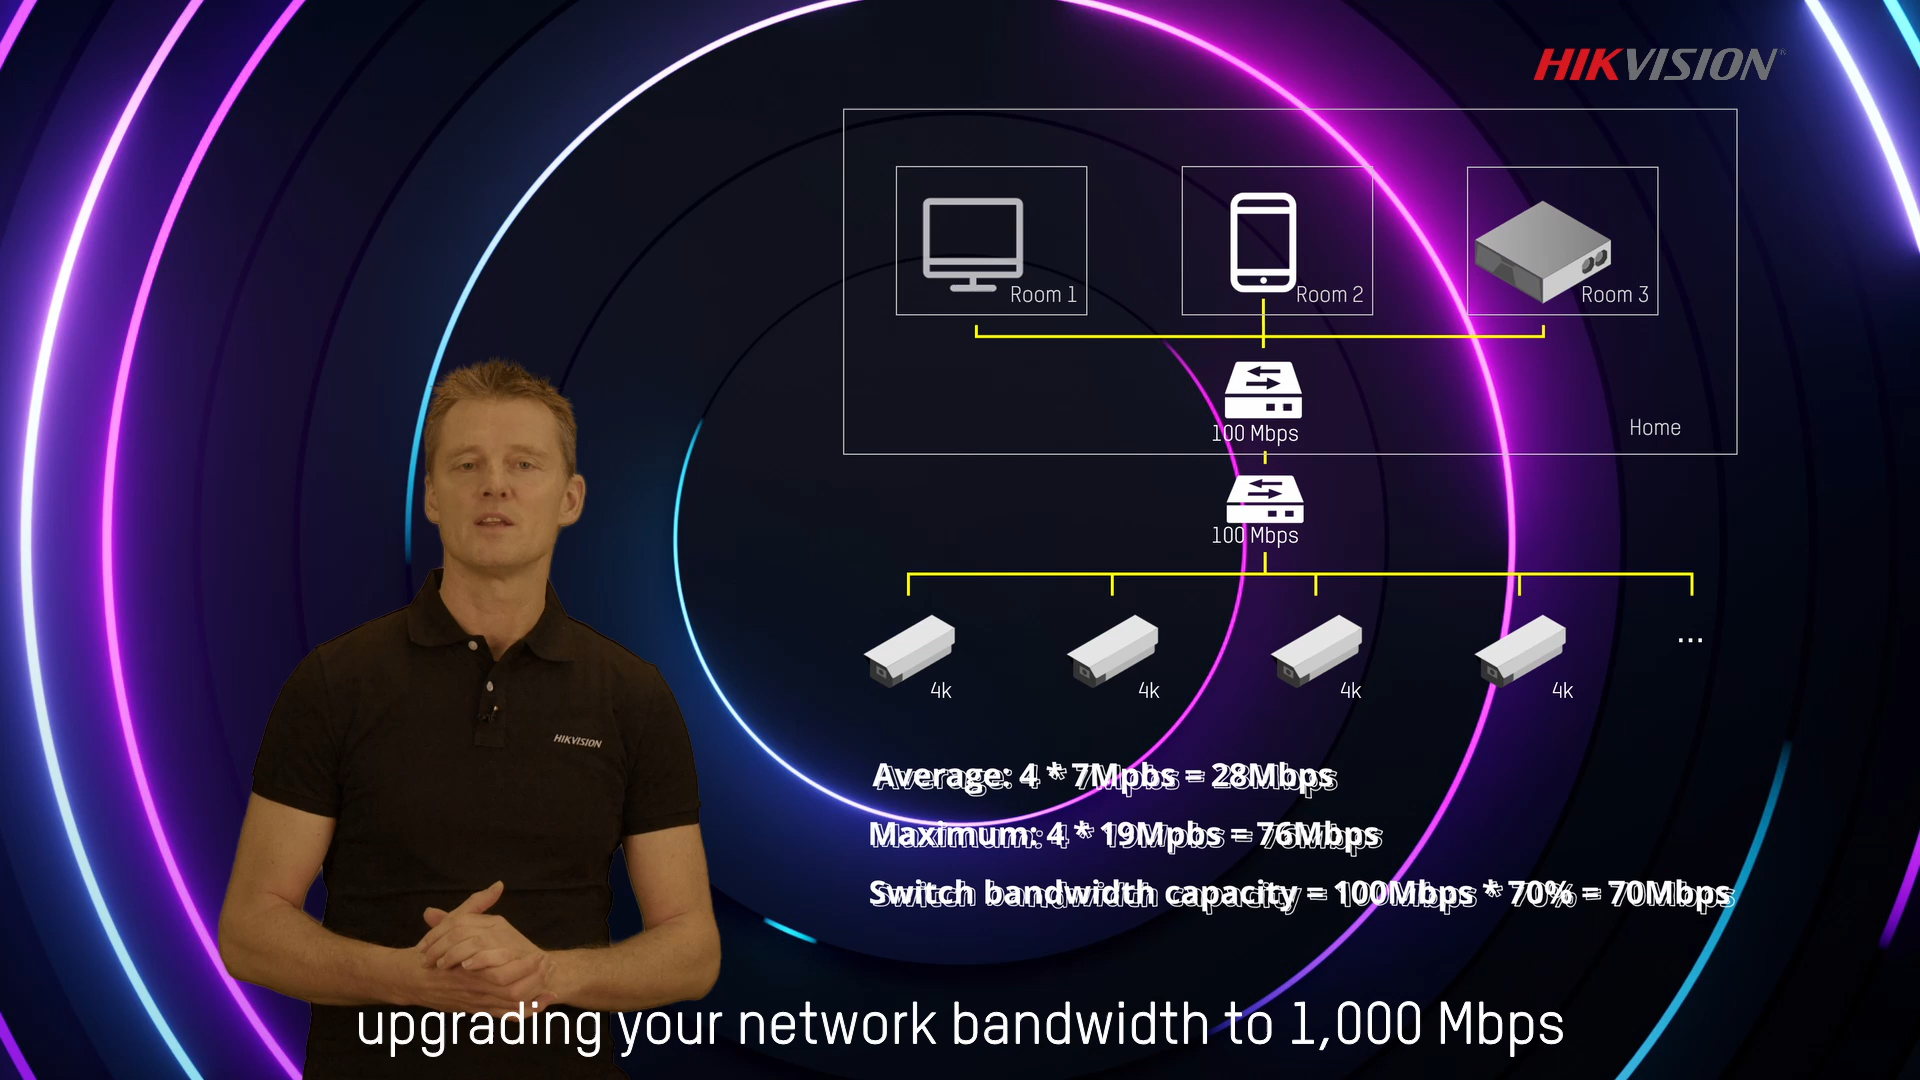 HIKVISION®
Room 1
Room 2
Room 3
100 Mbps
Home
100 Mbps
4k
4k
4k
4k
...
HIKVISION
Average: 4 * 7Mpbs = 28Mbps
Maximum: 4 * 19Mpbs = 76Mbps
Switch bandwidth capacity = 100Mbps * 70% = 70Mbps
upgrading your network bandwidth to 1,000 Mbps